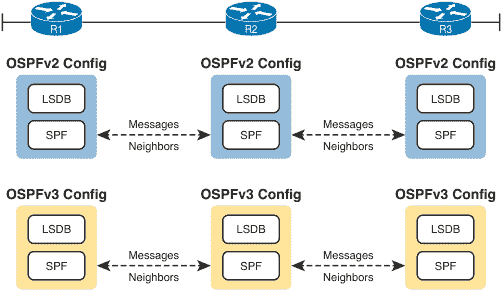 R1 R2 R3
OSPFv2 Config OSPFv2 Config OSPFv2 Config
LSDB LSDB LSDB
Messages Messages
SPF SPF SPF
Neighbors Neighbors
OSPFv3 Config OSPFv3 Config OSPFv3 Config
LSDB LSDB LSDB
Messages Messages
SPF SPF SPF
Neighbors Neighbors